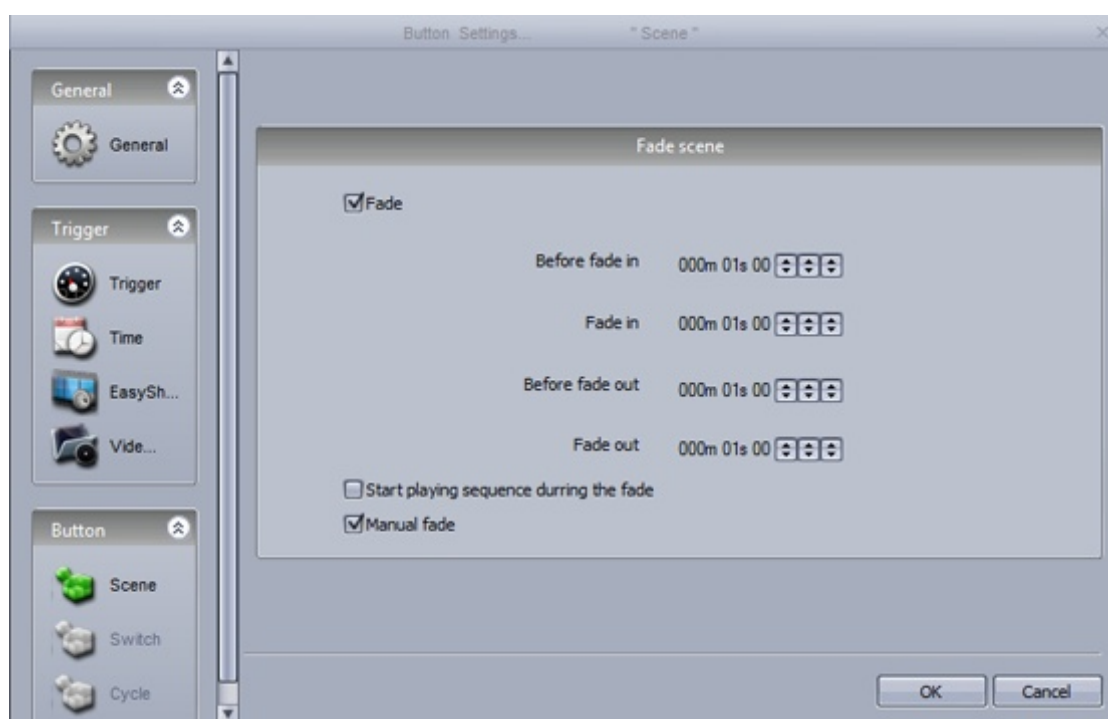 Button Settings... " Scene "
General
General
Trigger
Trigger
Time
EasySh...
Vide...
Button
Scene
Switch
Cycle
Fade scene
Fade
Before fade in 000m 01s 00
Fade in 000m 01s 00
Before fade out 000m 01s 00
Fade out 000m 01s 00
Start playing sequence durring the fade
Manual fade
OK Cancel